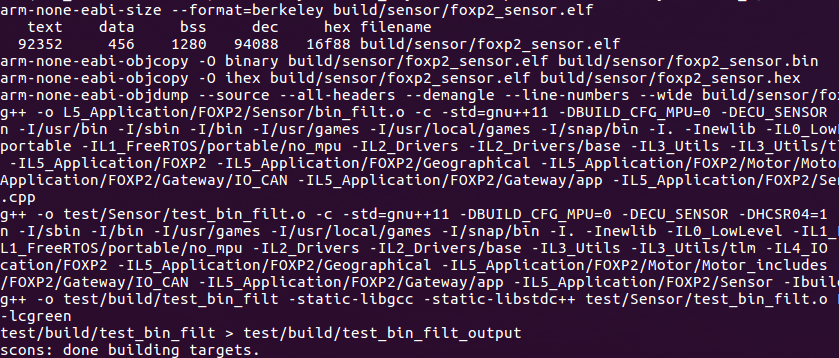 arm-none-eabi-size --format=berkeley build/sensor/foxp2_sensor.elf
text data bss dec hex filename
92352 456 1280 94088 16f88 build/sensor/foxp2_sensor.elf
arm-none-eabi-objcopy -O binary build/sensor/foxp2_sensor.elf build/sensor/foxp2_sensor.bin
arm-none-eabi-objcopy -O ihex build/sensor/foxp2_sensor.elf build/sensor/foxp2_sensor.hex
arm-none-eabi-objdump --source --all-headers --demangle --line-numbers --wide build/sensor/fo
g++ -o L5_Application/FOXP2/Sensor/bin_filt.o -c -std=gnu++11 -DBUILD_CFG_MPU=0 -DECU_SENSOR
n -I/usr/bin -I/sbin -I/bin -I/usr/games -I/usr/local/games -I/snap/bin -I. -Inewlib -IL0_Low
portable -IL1_FreeRTOS/portable/no_mpu -IL2_Drivers -IL2_Drivers/base -IL3_Utils -IL3_Utils/t
-IL5_Application/FOXP2 -IL5_Application/FOXP2/Geographical -IL5_Application/FOXP2/Motor/Moto
Application/FOXP2/Gateway/IO_CAN -IL5_Application/FOXP2/Gateway/app -IL5_Application/FOXP2/Se
.cpp
g++ -o test/Sensor/test_bin_filt.o -c -std=gnu++11 -DBUILD_CFG_MPU=0 -DECU_SENSOR -DHCSR04=1
n -I/sbin -I/bin -I/usr/games -I/usr/local/games -I/snap/bin -I. -Inewlib -IL0_LowLevel -IL1_
L1_FreeRTOS/portable/no_mpu -IL2_Drivers -IL2_Drivers/base -IL3_Utils -IL3_Utils/tlm -IL4_IO
cation/FOXP2 -IL5_Application/FOXP2/Geographical -IL5_Application/FOXP2/Motor/Motor_includes
/FOXP2/Gateway/IO_CAN -IL5_Application/FOXP2/Gateway/app -IL5_Application/FOXP2/Sensor -Ibuil
g++ -o test/build/test_bin_filt -static-libgcc -static-libstdc++ test/Sensor/test_bin_filt.o
-lcgreen
test/build/test_bin_filt > test/build/test_bin_filt_output
scons: done building targets.